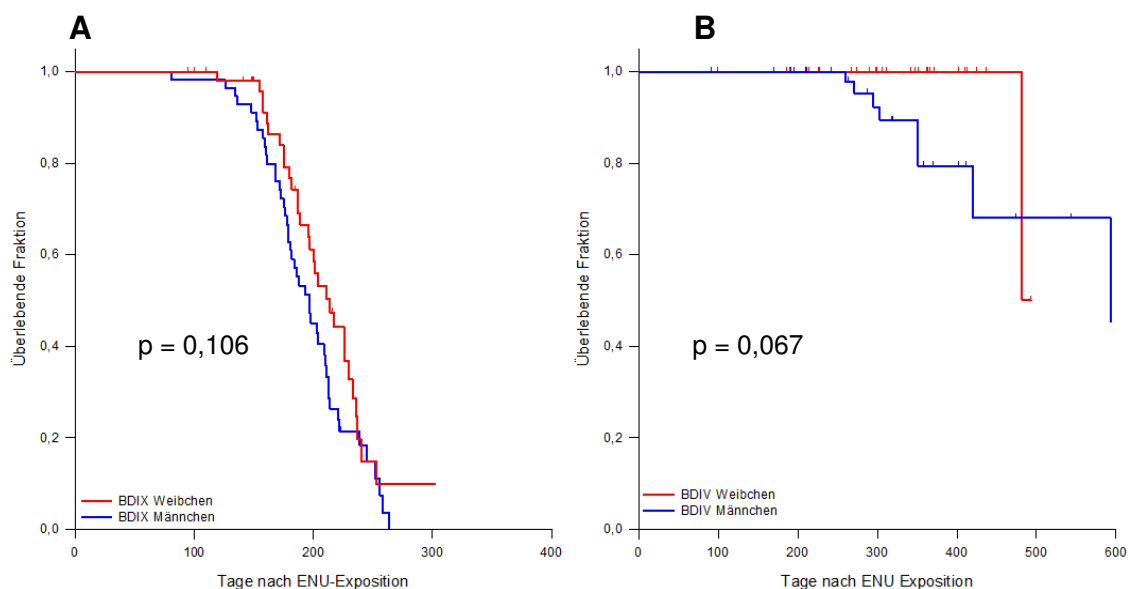 A
Überlebende Fraktion
1,0
0,8
0,6
0,4
0,2
0,0
p = 0,106
BDIX Weibchen
BDIX Männchen
0 100 200 300 400
Tage nach ENU-Exposition
B
Überlebende Fraktion
1,0
0,8
0,6
0,4
0,2
0,0
p = 0,067
BDIV Weibchen
BDIV Männchen
0 100 200 300 400 500 600
Tage nach ENU Exposition